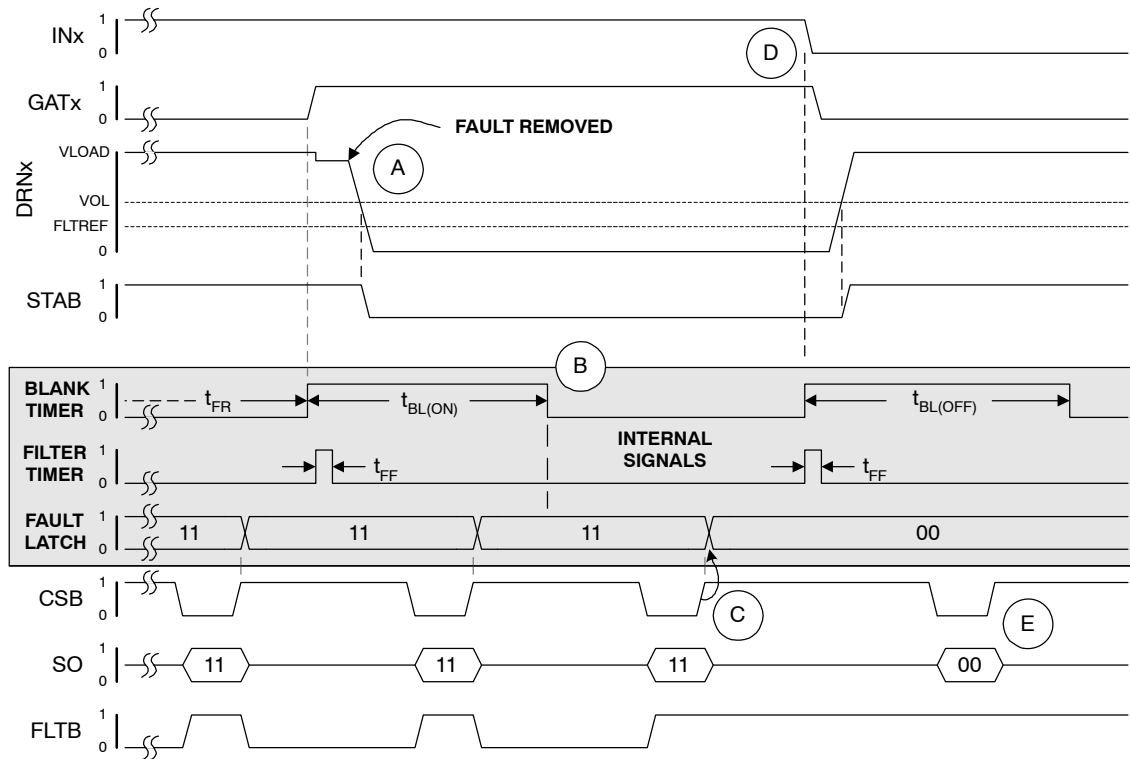 INx 1 0
D
GATx 1 0
FAULT REMOVED
DRNx VLOAD VOL FLTREF 0
A
STAB 1 0
B
BLANK TIMER 1 0 tFR tBL(ON) tBL(OFF)
INTERNAL SIGNALS
FILTER TIMER 1 0 tFF tFF
FAULT LATCH 1 0 11 11 11 00
CSB 1 0
C
E
SO 1 0 11 11 11 00
FLTB 1 0